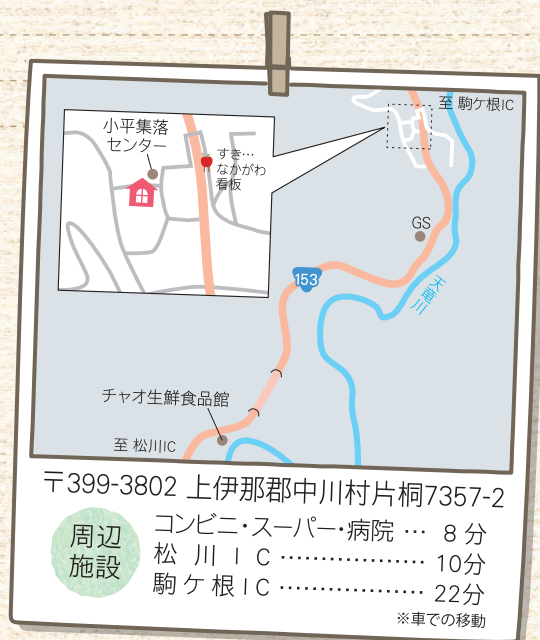 至 駒ケ根IC
小平集落
センター
すき…
なかがわ
看板
GS
153
天竜川
チャオ生鮮食品館
至 松川IC
〒399-3802 上伊那郡中川村片桐7357-2
周辺
施設
コンビニ・スーパー・病院 … 8分
松川IC ……………… 10分
駒ケ根IC ……………… 22分
※車での移動